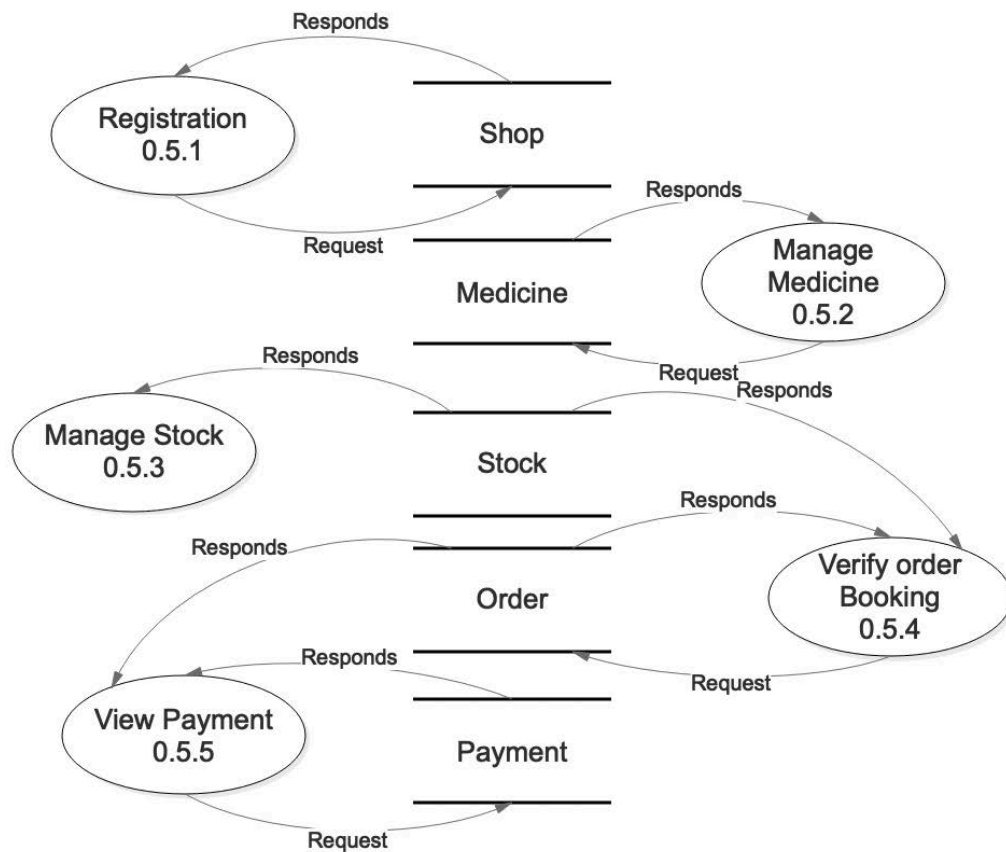 Responds
Registration
0.5.1
Shop
Request
Responds
Manage
Medicine
0.5.2
Medicine
Request
Responds
Responds
Manage Stock
0.5.3
Stock
Responds
Responds
Verify order
Booking
0.5.4
Order
Request
Responds
View Payment
0.5.5
Payment
Request